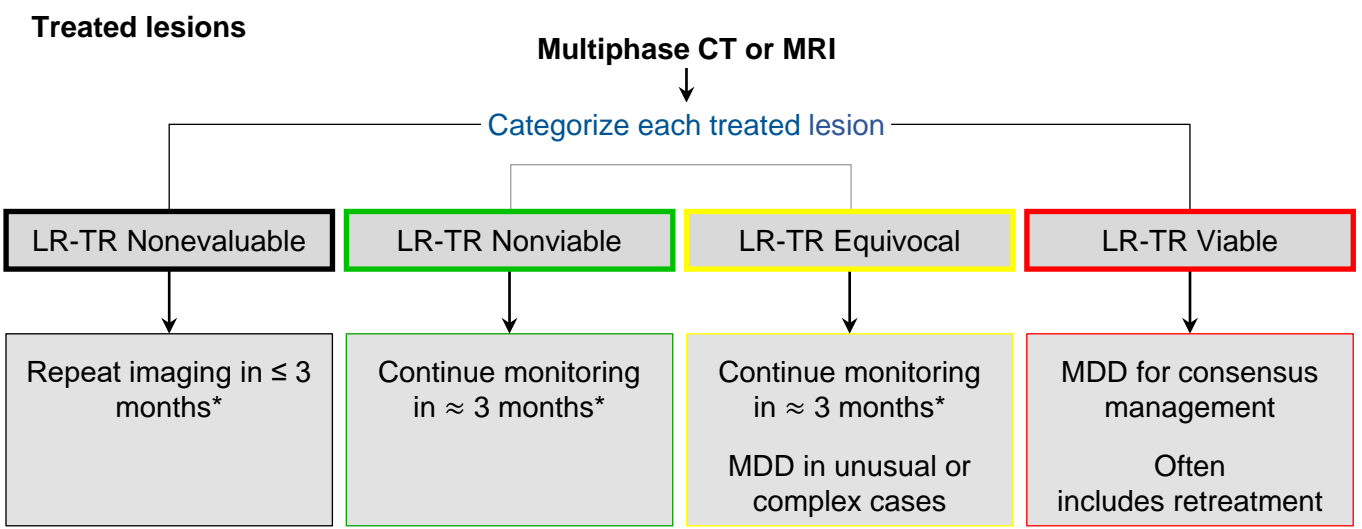 Treated lesions
Multiphase CT or MRI
Categorize each treated lesion
LR-TR Nonevaluable
LR-TR Nonviable
LR-TR Equivocal
LR-TR Viable
Repeat imaging in ≤ 3
months*
Continue monitoring
in ≈ 3 months*
Continue monitoring
in ≈ 3 months*
MDD in unusual or
complex cases
MDD for consensus
management
Often
includes retreatment